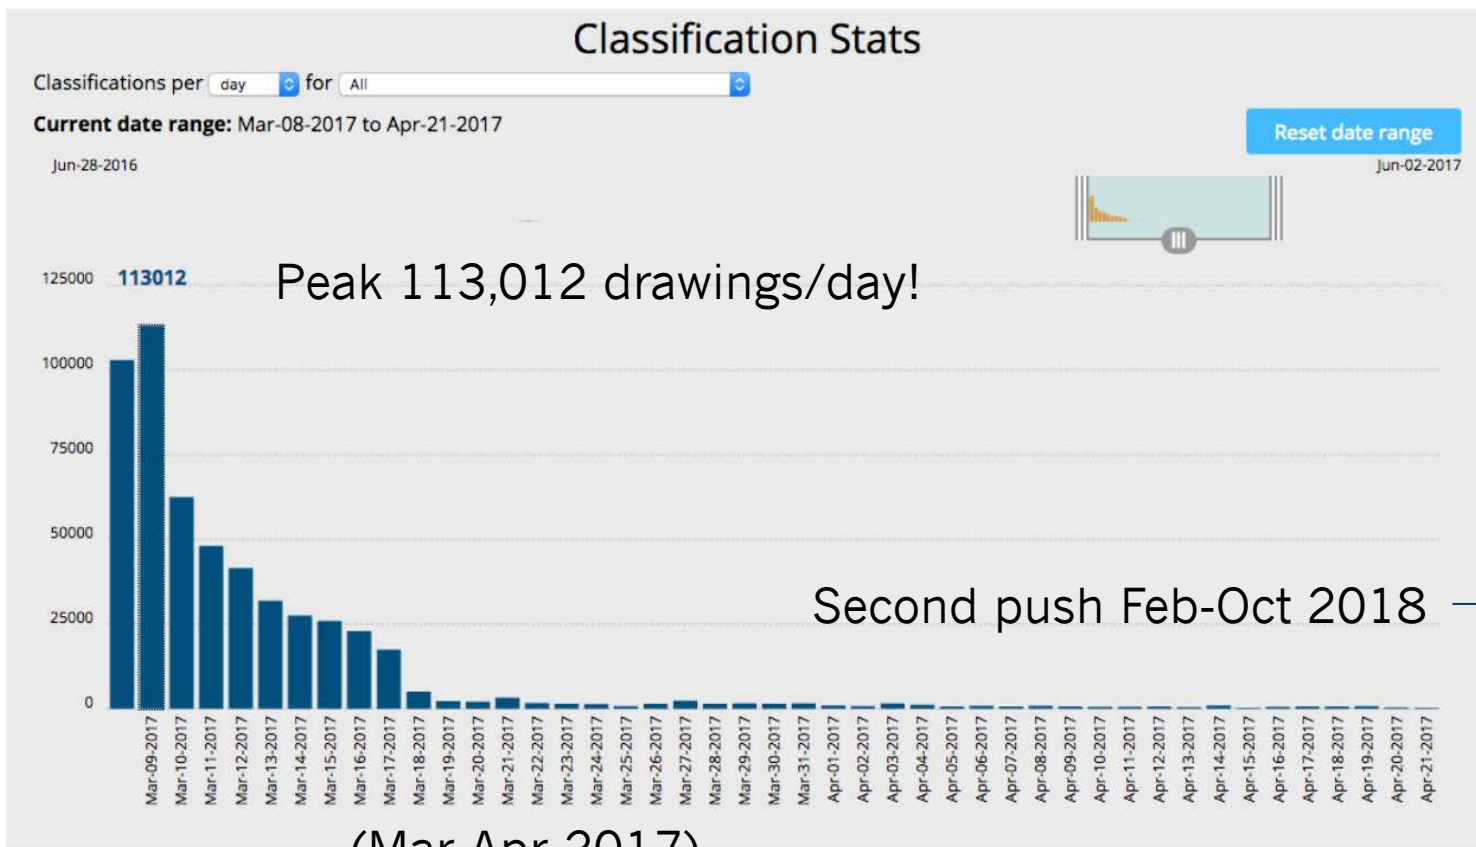 Classification Stats
Classifications per day for All
Current date range: Mar-08-2017 to Apr-21-2017
Reset date range
Jun-28-2016
Jun-02-2017
125000
113012
Peak 113,012 drawings/day!
100000
75000
50000
Second push Feb-Oct 2018
25000
0
Mar-09-2017
Mar-10-2017
Mar-11-2017
Mar-12-2017
Mar-13-2017
Mar-14-2017
Mar-15-2017
Mar-16-2017
Mar-17-2017
Mar-18-2017
Mar-19-2017
Mar-20-2017
Mar-21-2017
Mar-22-2017
Mar-23-2017
Mar-24-2017
Mar-25-2017
Mar-26-2017
Mar-27-2017
Mar-28-2017
Mar-29-2017
Mar-30-2017
Mar-31-2017
Apr-01-2017
Apr-02-2017
Apr-03-2017
Apr-04-2017
Apr-05-2017
Apr-06-2017
Apr-07-2017
Apr-08-2017
Apr-09-2017
Apr-10-2017
Apr-11-2017
Apr-12-2017
Apr-13-2017
Apr-14-2017
Apr-15-2017
Apr-16-2017
Apr-17-2017
Apr-18-2017
Apr-19-2017
Apr-20-2017
Apr-21-2017
(Mar-Apr 2017)